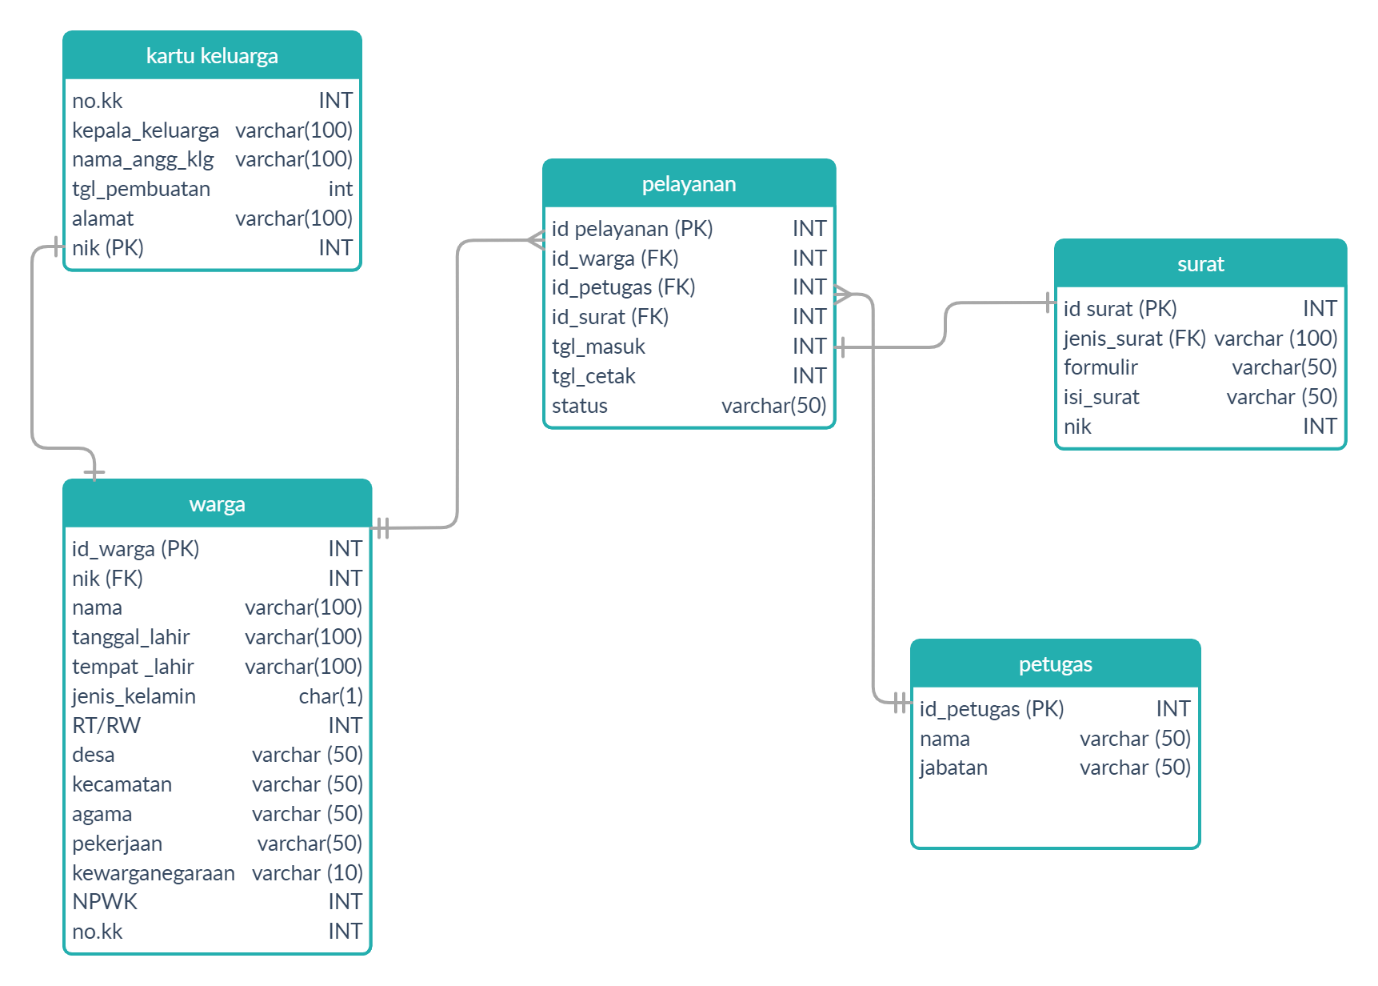 kartu keluarga
no.kk INT
kepala_keluarga varchar(100)
nama_angg_klg varchar(100)
tgl_pembuatan int
alamat varchar(100)
nik (PK) INT
pelayanan
id pelayanan (PK) INT
id_warga (FK) INT
id_petugas (FK) INT
id_surat (FK) INT
tgl_masuk INT
tgl_cetak INT
status varchar(50)
surat
id surat (PK) INT
jenis_surat (FK) varchar (100)
formulir varchar(50)
isi_surat varchar (50)
nik INT
warga
id_warga (PK) INT
nik (FK) INT
nama varchar(100)
tanggal_lahir varchar(100)
tempat _lahir varchar(100)
jenis_kelamin char(1)
RT/RW INT
desa varchar (50)
kecamatan varchar (50)
agama varchar (50)
pekerjaan varchar(50)
kewarganegaraan varchar (10)
NPWK INT
no.kk INT
petugas
id_petugas (PK) INT
nama varchar (50)
jabatan varchar (50)